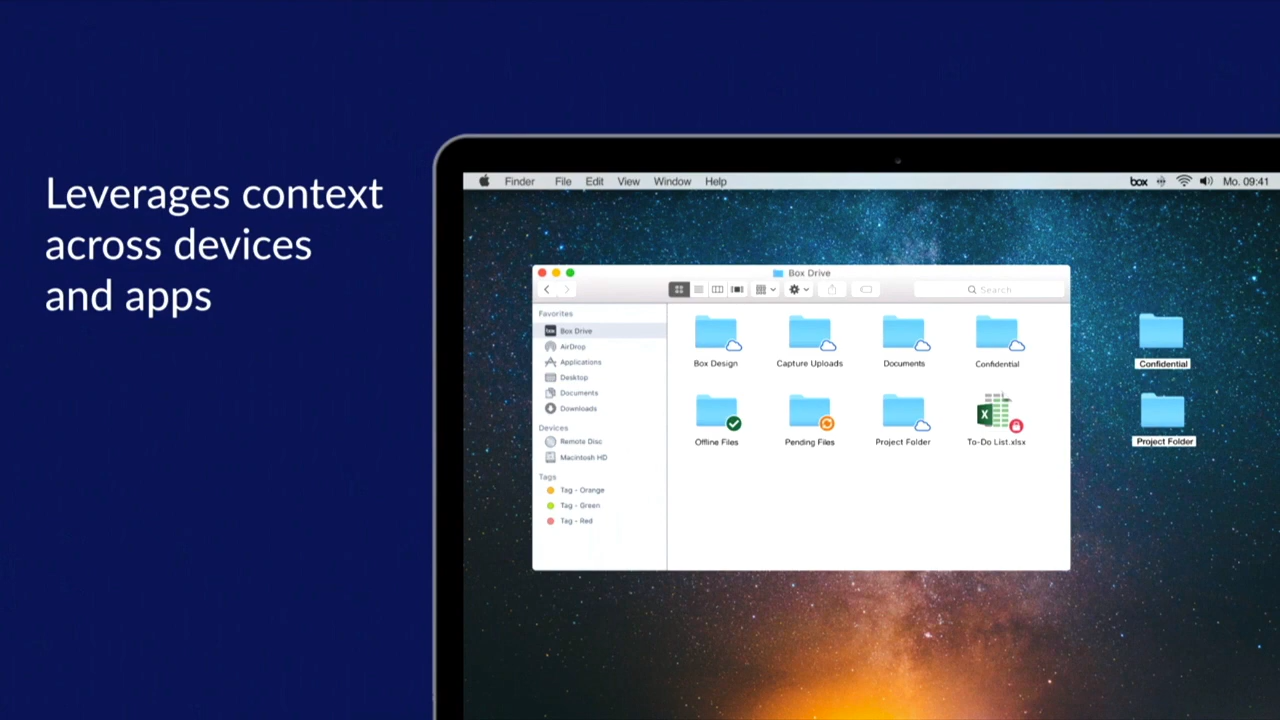 Leverages context
across devices
and apps
Finder File Edit View Window Help
box Mo. 09:41
Box Drive
Search
Favorites
Box Drive
AirDrop
Applications
Desktop
Documents
Downloads
Devices
Remote Disc
Macintosh HD
Tags
Tag - Orange
Tag - Green
Tag - Red
Box Design Capture Uploads Documents Confidential
Offline Files Pending Files Project Folder To-Do List.xlsx
Confidential
Project Folder